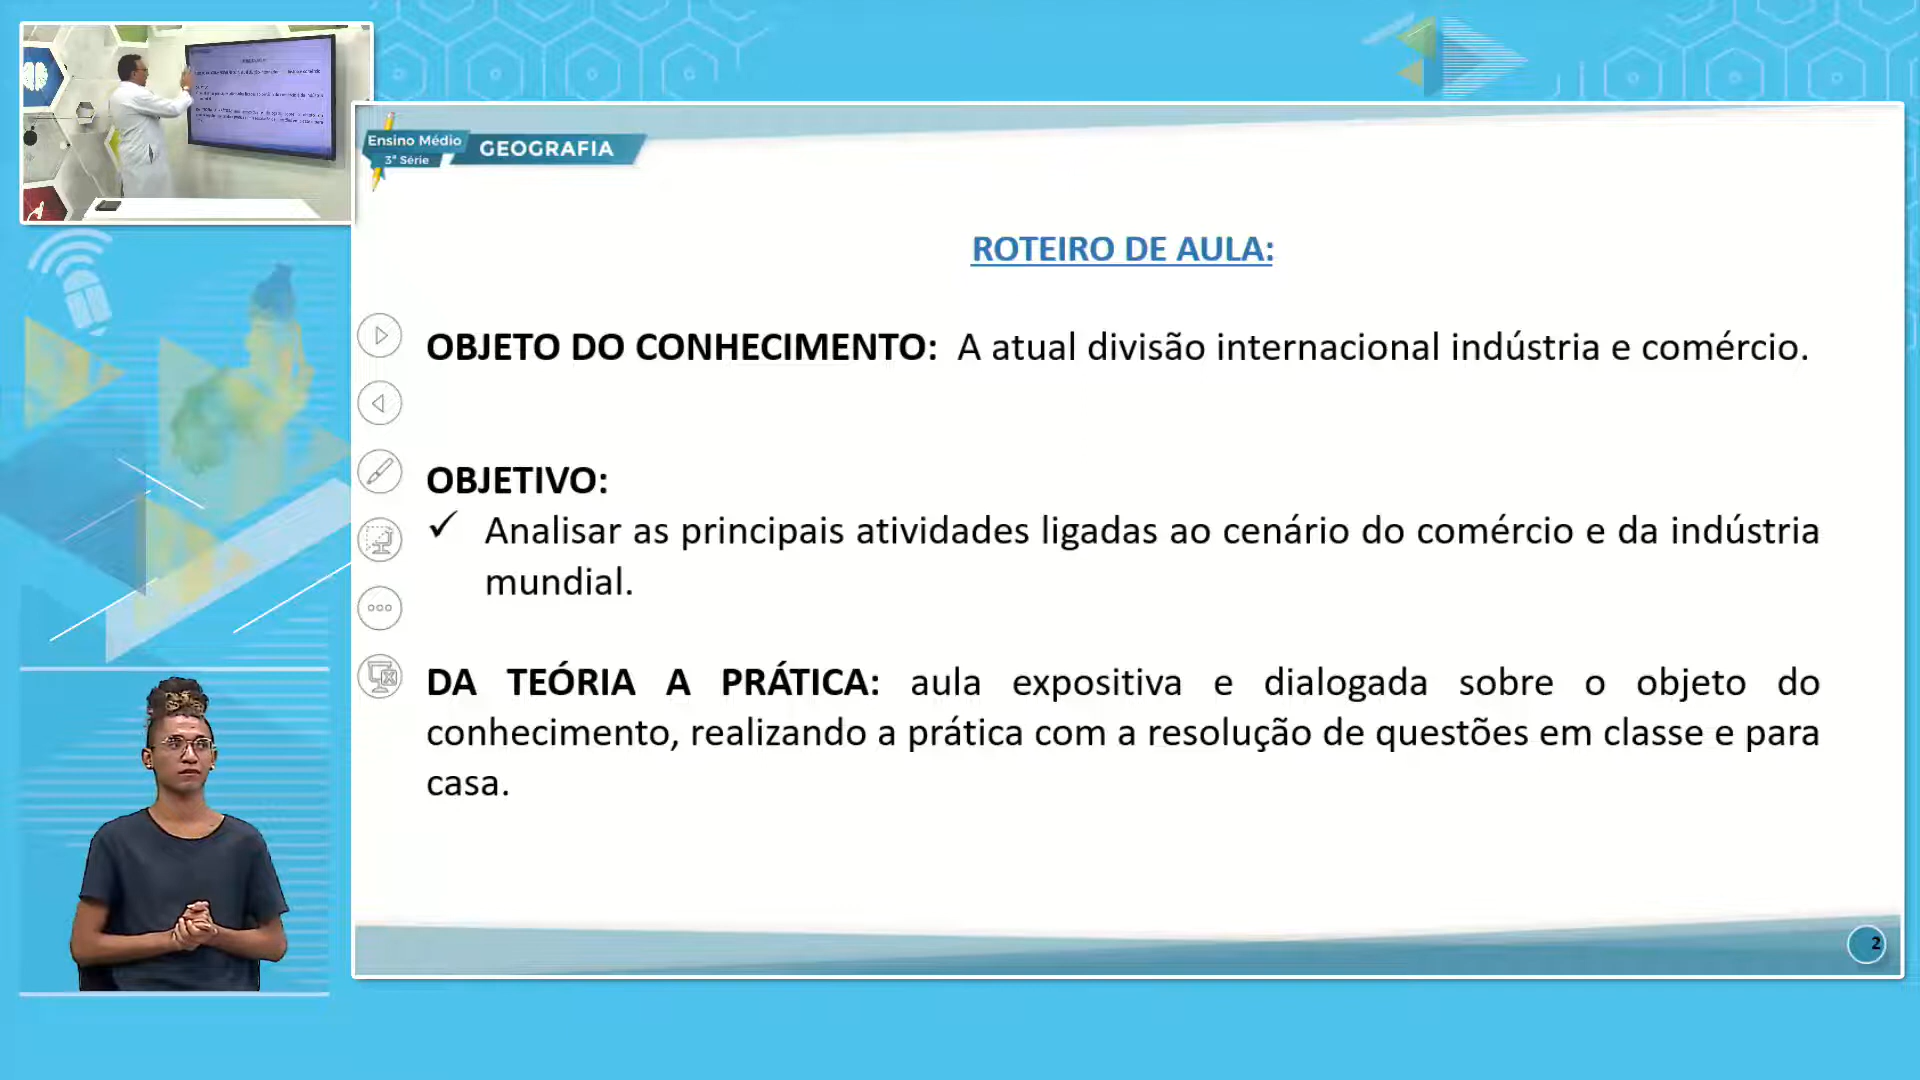 Ensino Médio
3ª Série
GEOGRAFIA
ROTEIRO DE AULA:
OBJETO DO CONHECIMENTO: A atual divisão internacional indústria e comércio.
OBJETIVO:
✓ Analisar as principais atividades ligadas ao cenário do comércio e da indústria
mundial.
DA TEÓRIA A PRÁTICA: aula expositiva e dialogada sobre o objeto do
conhecimento, realizando a prática com a resolução de questões em classe e para
casa.
2